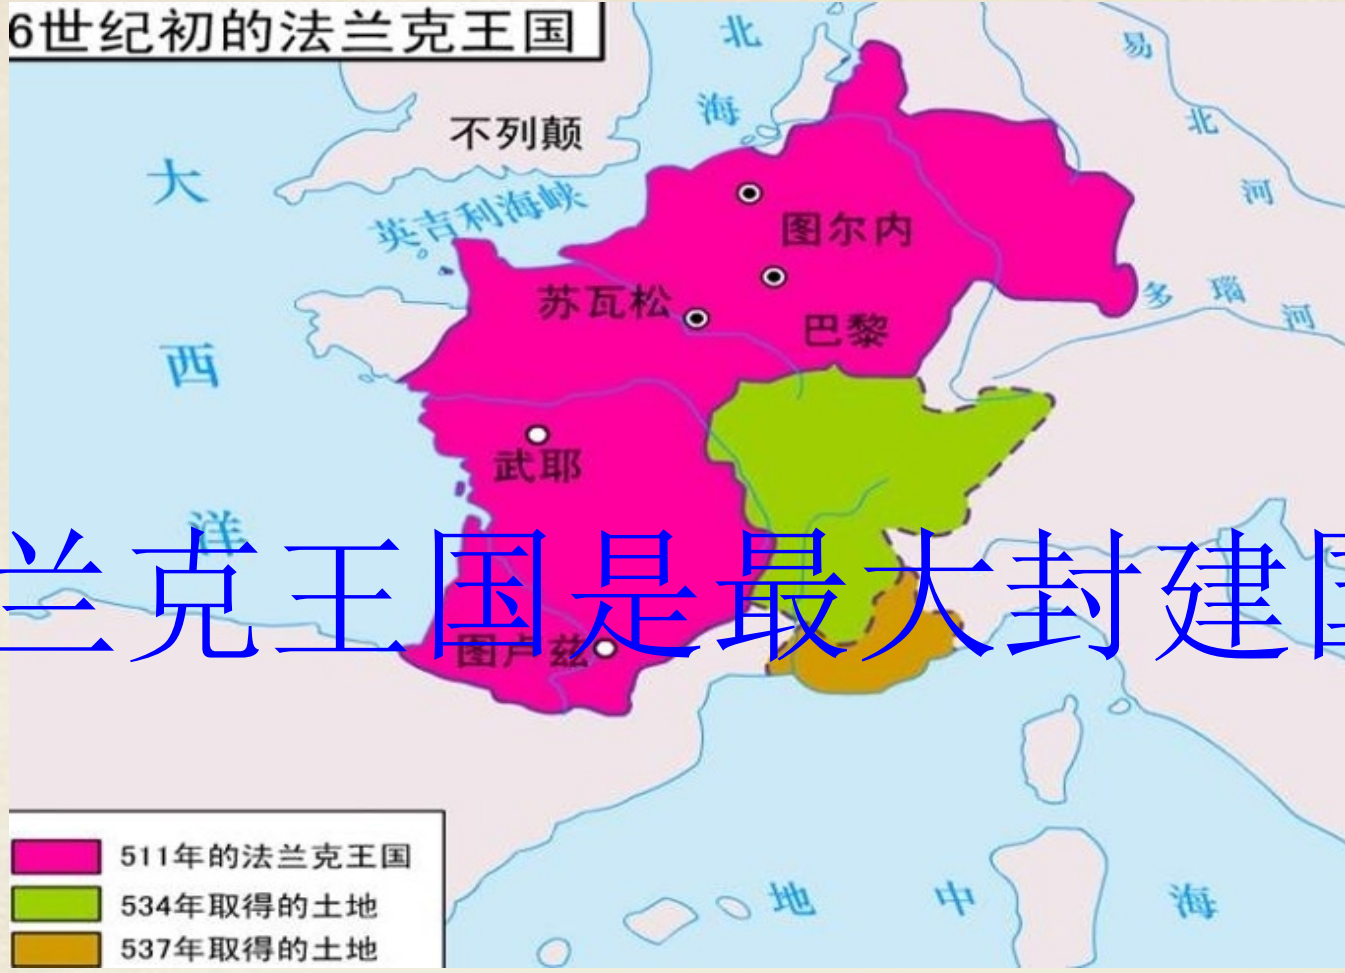 6世纪初的法兰克王国
北海
易北河
不列颠
大西洋
英吉利海峡
图尔内
多瑙河
苏瓦松
巴黎
武耶
兰克王国是最大封建国
图卢兹
511年的法兰克王国
534年取得的土地
537年取得的土地
地中海